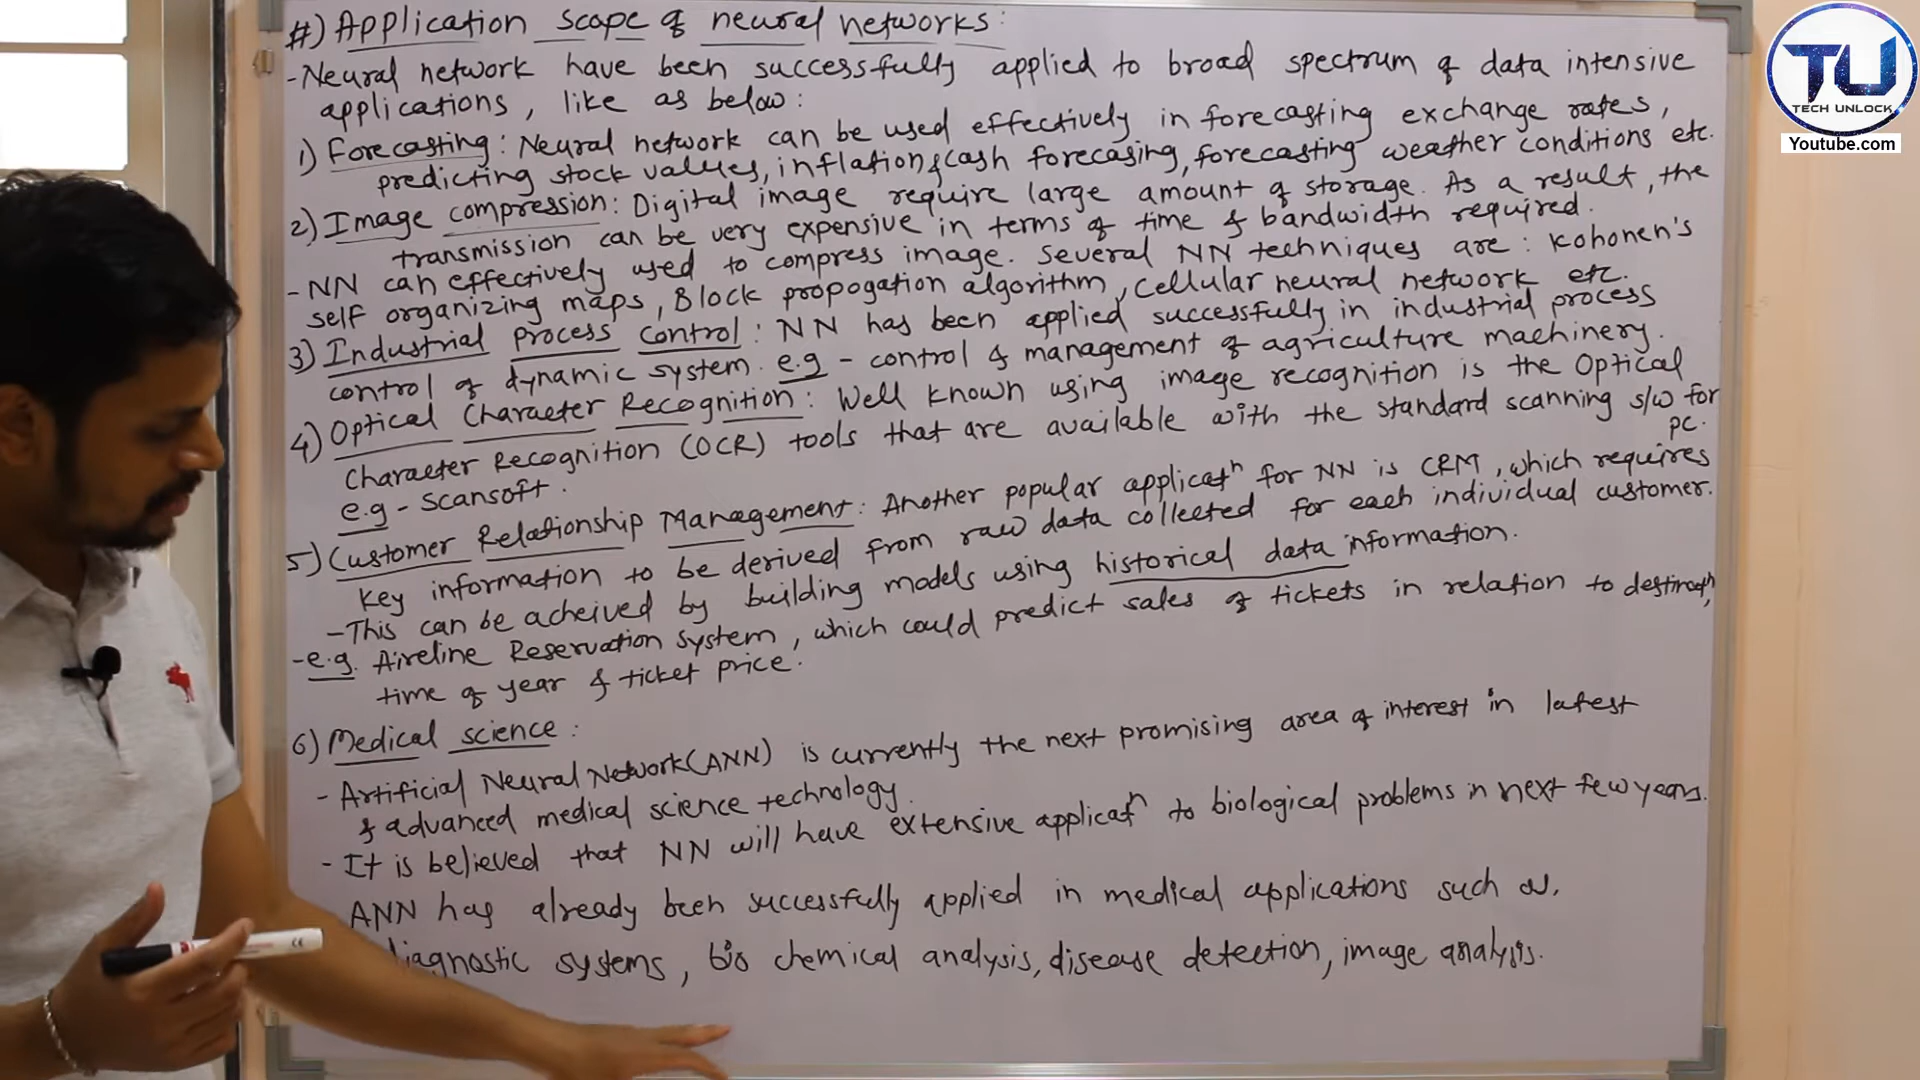 #) Application scope of neural networks:
- Neural network have been successfully applied to broad spectrum of data intensive
applications, like as below:
1) Forecasting: Neural network can be used effectively in forecasting exchange rates,
predicting stock values, inflation & cash forecasing, forecasting weather conditions etc.
2) Image compression: Digital image require large amount of storage. As a result, the
transmission can be very expensive in terms of time & bandwidth required.
- NN can effectively used to compress image. Several NN techniques are: Kohonen's
self organizing maps, Block propogation algorithm, cellular neural network etc.
3) Industrial Process Control: NN has been applied successfully in industrial process
control of dynamic system. e.g - control & management of agriculture machinery.
4) Optical Character Recognition: Well known using image recognition is the Optical
Character Recognition (OCR) tools that are available with the standard scanning s/w for
PC.
e.g - Scansoft.
5) Customer Relationship Management: Another popular applicatn for NN is CRM, which requires
key information to be derived from raw data collected for each individual customer.
- This can be acheived by building models using historical data information.
- e.g. Aireline Reservation system, which could predict sales of tickets in relation to destinatn,
time of year & ticket price.
6) Medical science:
- Artificial Neural Network (ANN) is currently the next promising area of interest in latest
& advanced medical science technology.
- It is believed that NN will have extensive applicatn to biological problems in next few years.
ANN has already been successfully applied in medical applications such as,
diagnostic systems, bio chemical analysis, disease detection, image analysis.
TU
TECH UNLOCK
Youtube.com